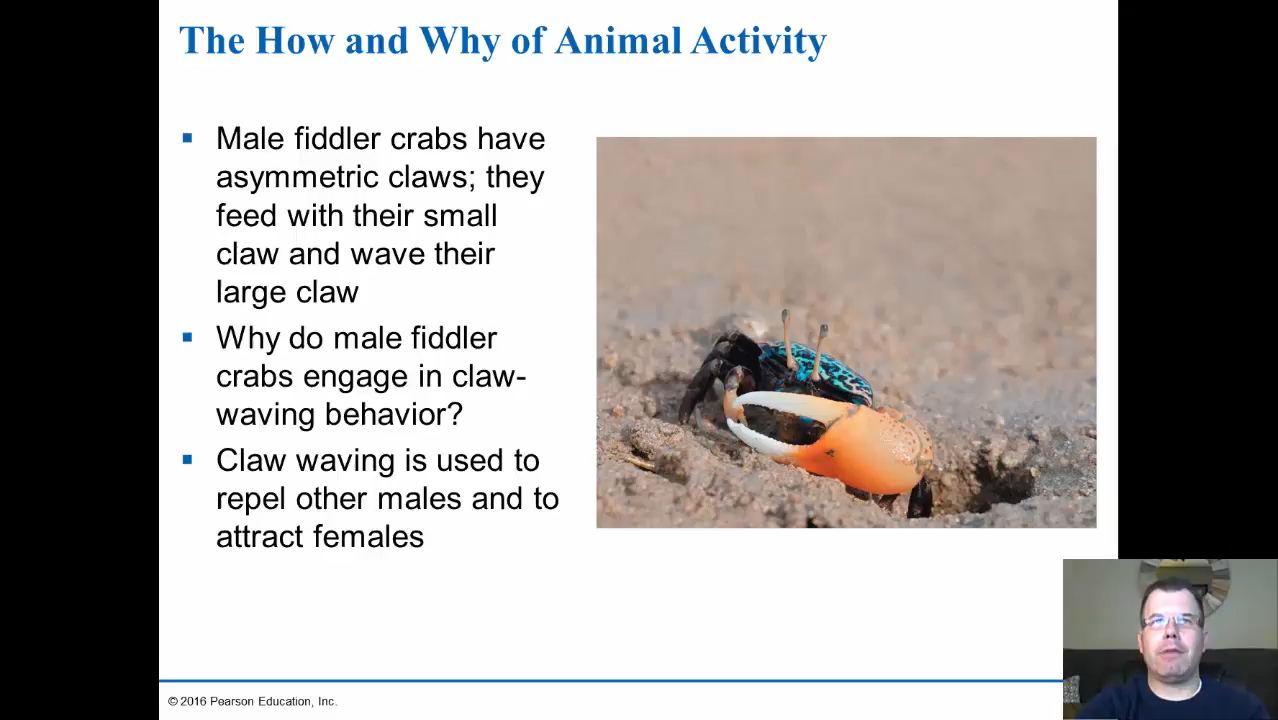 The How and Why of Animal Activity
Male fiddler crabs have
asymmetric claws; they
feed with their small
claw and wave their
large claw
Why do male fiddler
crabs engage in claw-
waving behavior?
Claw waving is used to
repel other males and to
attract females
© 2016 Pearson Education, Inc.